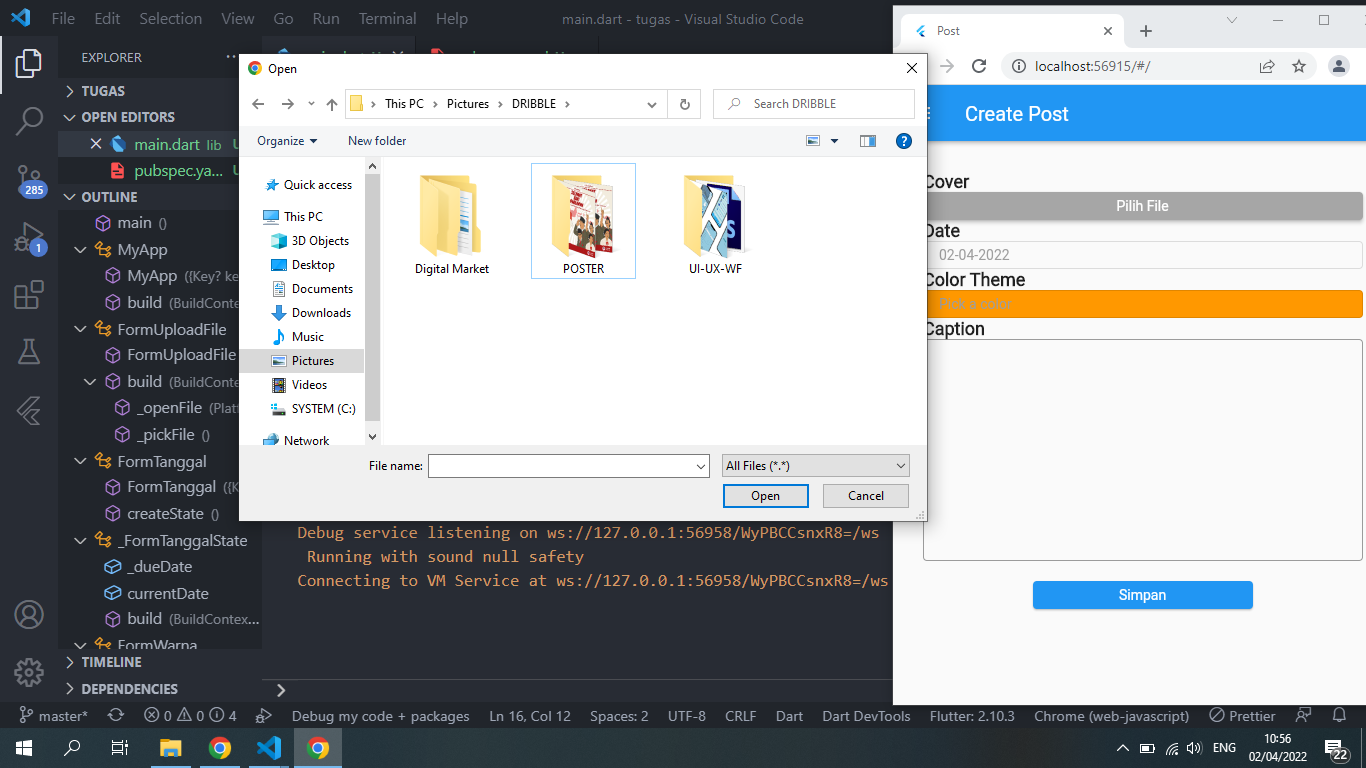 File Edit Selection View Go Run Terminal Help
main.dart - tugas - Visual Studio Code
EXPLORER
TUGAS
OPEN EDITORS
main.dart lib U
pubspec.ya...
285
OUTLINE
main ()
MyApp
1
MyApp ({Key? ke
build (BuildConte
FormUploadFile
FormUploadFile
build (BuildConte
_openFile (Platf
_pickFile ()
FormTanggal
FormTanggal ({K
createState ()
_FormTanggalState
_dueDate
currentDate
build (BuildContex...
FormWarna
TIMELINE
DEPENDENCIES
Open
This PC
Pictures
DRIBBLE
Search DRIBBLE
Organize
New folder
Quick access
This PC
3D Objects
Desktop
Documents
Downloads
Music
Pictures
Videos
SYSTEM (C:)
Network
Digital Market
POSTER
UI-UX-WF
File name:
All Files (*.*)
Open
Cancel
Debug service listening on ws://127.0.0.1:56958/WyPBCCsnxR8=/ws
Running with sound null safety
Connecting to VM Service at ws://127.0.0.1:56958/WyPBCCsnxR8=/ws
Post
localhost:56915/#/
Create Post
Cover
Pilih File
Date
02-04-2022
Color Theme
Pick a color
Caption
Simpan
master*
0 0 4
Debug my code + packages
Ln 16, Col 12
Spaces: 2
UTF-8
CRLF
Dart
Dart DevTools
Flutter: 2.10.3
Chrome (web-javascript)
Prettier
ENG
10:56
02/04/2022
22